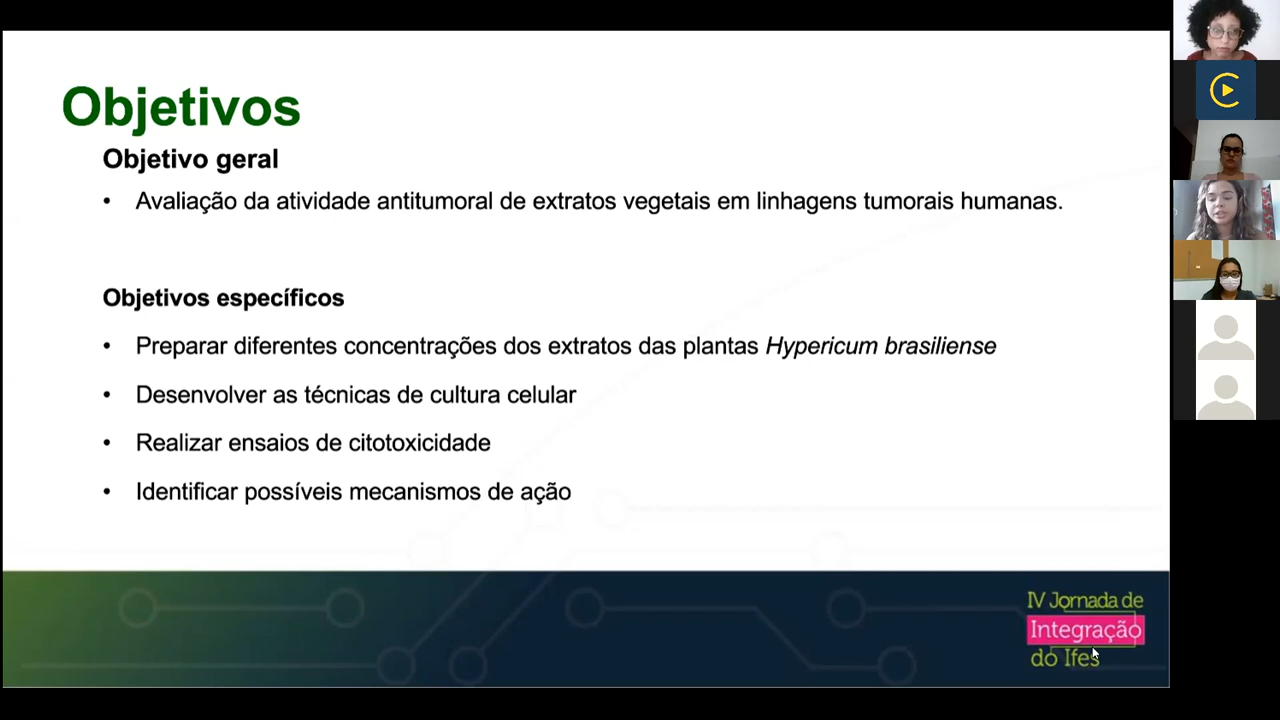 Objetivos
Objetivo geral
• Avaliação da atividade antitumoral de extratos vegetais em linhagens tumorais humanas.
Objetivos específicos
• Preparar diferentes concentrações dos extratos das plantas Hypericum brasiliense
• Desenvolver as técnicas de cultura celular
• Realizar ensaios de citotoxicidade
• Identificar possíveis mecanismos de ação
IV Jornada de
Integração
do Ifes